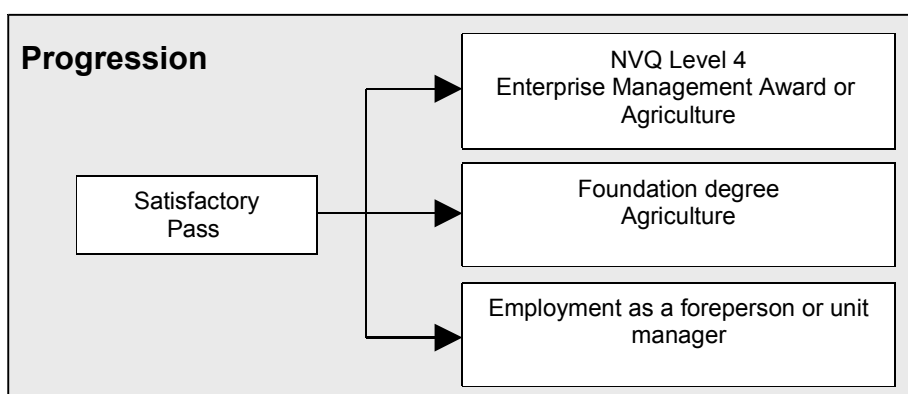 Progression
NVQ Level 4
Enterprise Management Award or
Agriculture
Satisfactory
Pass
Foundation degree
Agriculture
Employment as a foreperson or unit
manager